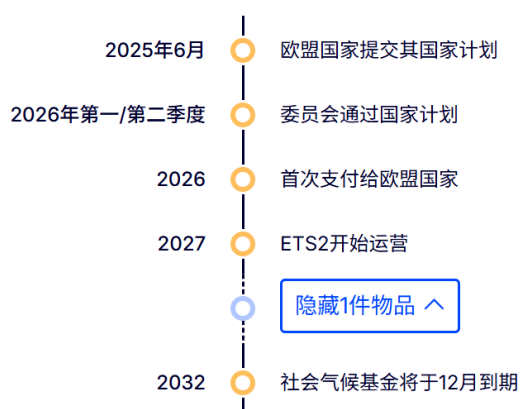 2025年6月 欧盟国家提交其国家计划
2026年第一/第二季度 委员会通过国家计划
2026 首次支付给欧盟国家
2027 ETS2开始运营
隐藏1件物品
2032 社会气候基金将于12月到期